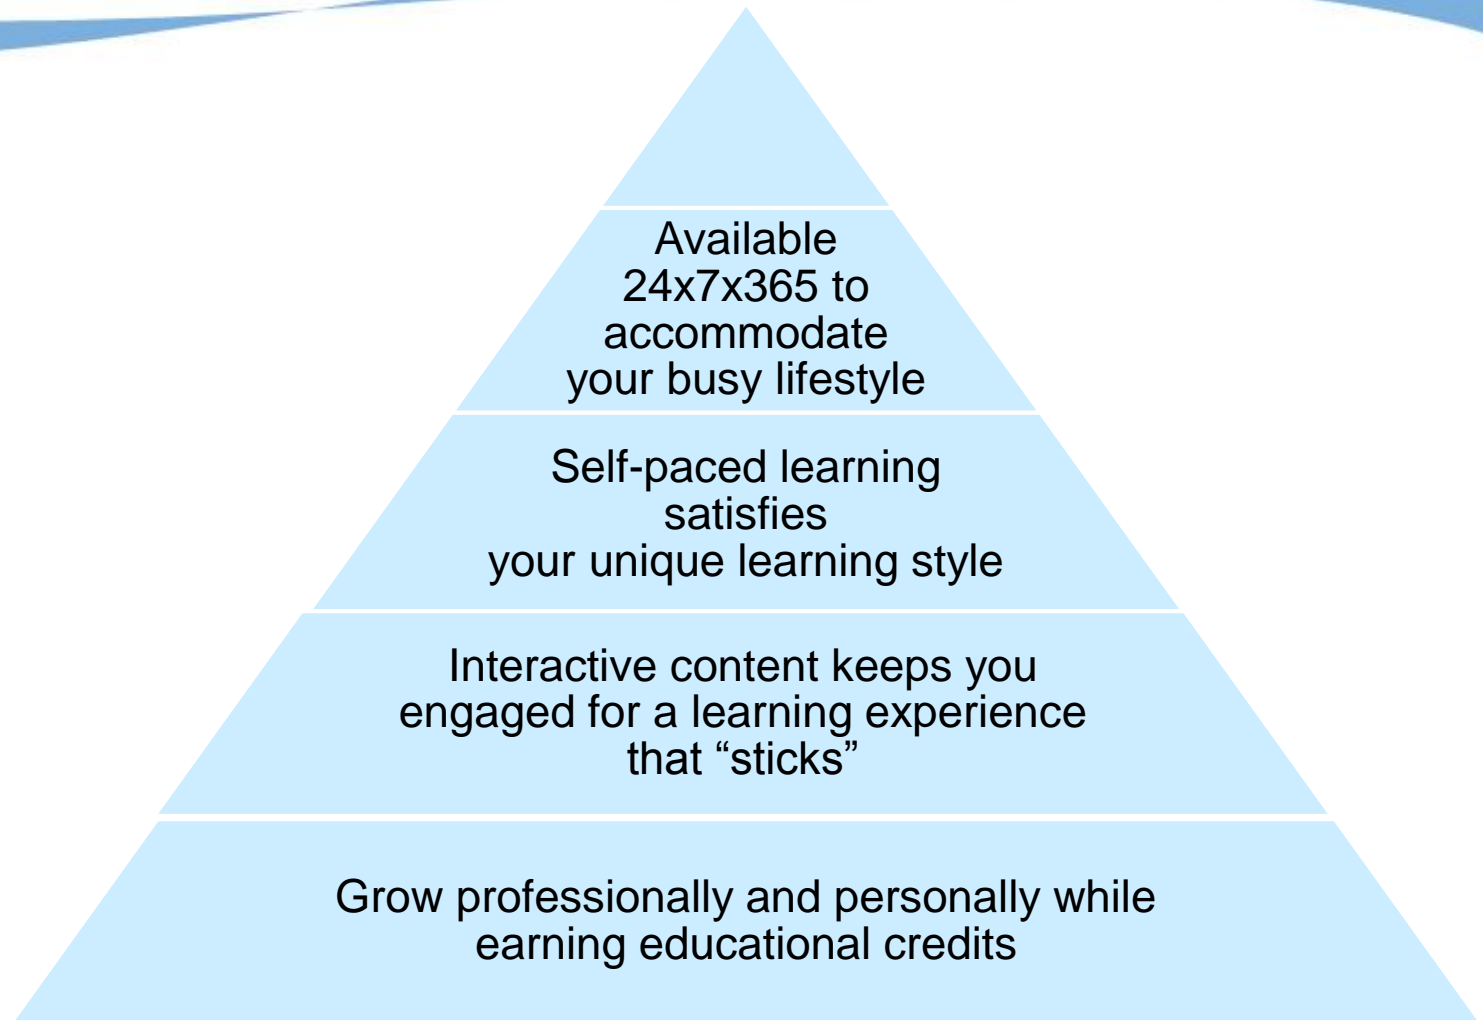 Available
24x7x365 to
accommodate
your busy lifestyle
Self-paced learning
satisfies
your unique learning style
Interactive content keeps you
engaged for a learning experience
that “sticks”
Grow professionally and personally while
earning educational credits